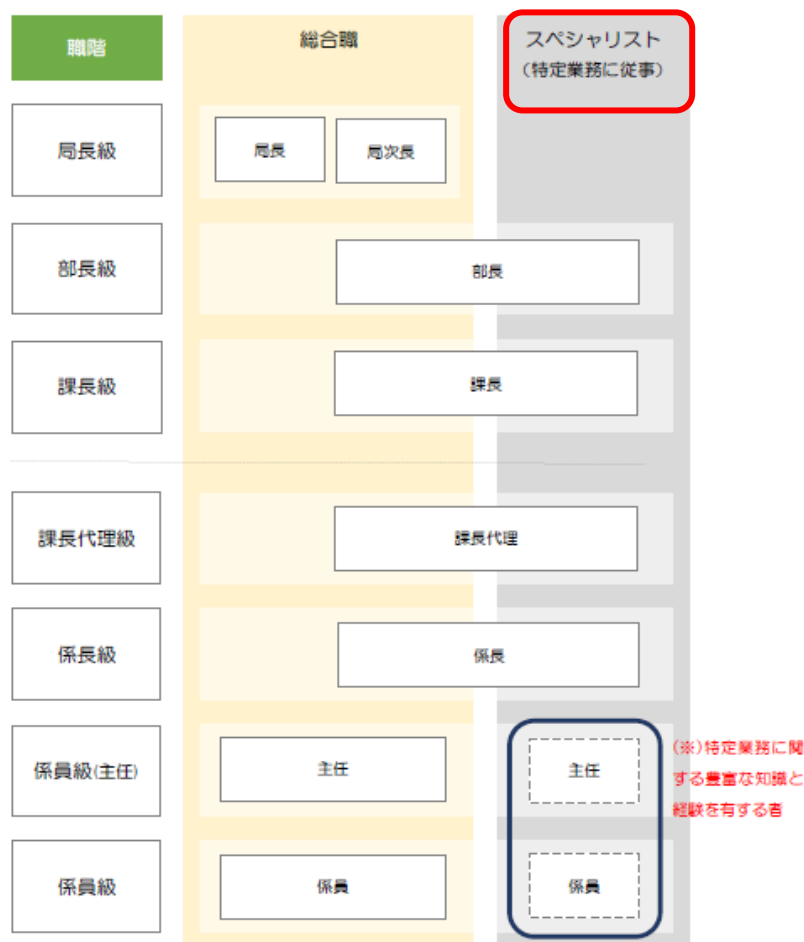 職階
総合職
スペシャリスト
(特定業務に従事)
局長級
局長
局次長
部長級
部長
課長級
課長
課長代理級
課長代理
係長級
係長
係員級(主任)
主任
主任
(※)特定業務に関
する豊富な知識と
経験を有する者
係員級
係員
係員